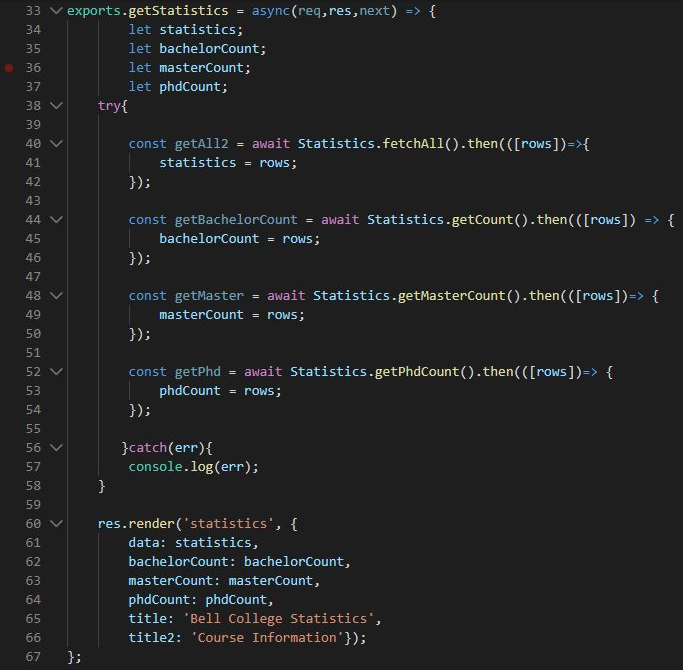 33 exports.getStatistics = async(req,res,next) => {
34         let statistics;
35         let bachelorCount;
36         let masterCount;
37         let phdCount;
38     try{
39
40         const getAll2 = await Statistics.fetchAll().then(([rows])=>{
41             statistics = rows;
42         });
43
44         const getBachelorCount = await Statistics.getCount().then(([rows]) => {
45             bachelorCount = rows;
46         });
47
48         const getMaster = await Statistics.getMasterCount().then(([rows])=> {
49             masterCount = rows;
50         });
51
52         const getPhd = await Statistics.getPhdCount().then(([rows])=> {
53             phdCount = rows;
54         });
55
56        }catch(err){
57         console.log(err);
58     }
59
60     res.render('statistics', {
61         data: statistics,
62         bachelorCount: bachelorCount,
63         masterCount: masterCount,
64         phdCount: phdCount,
65         title: 'Bell College Statistics',
66         title2: 'Course Information'});
67 };